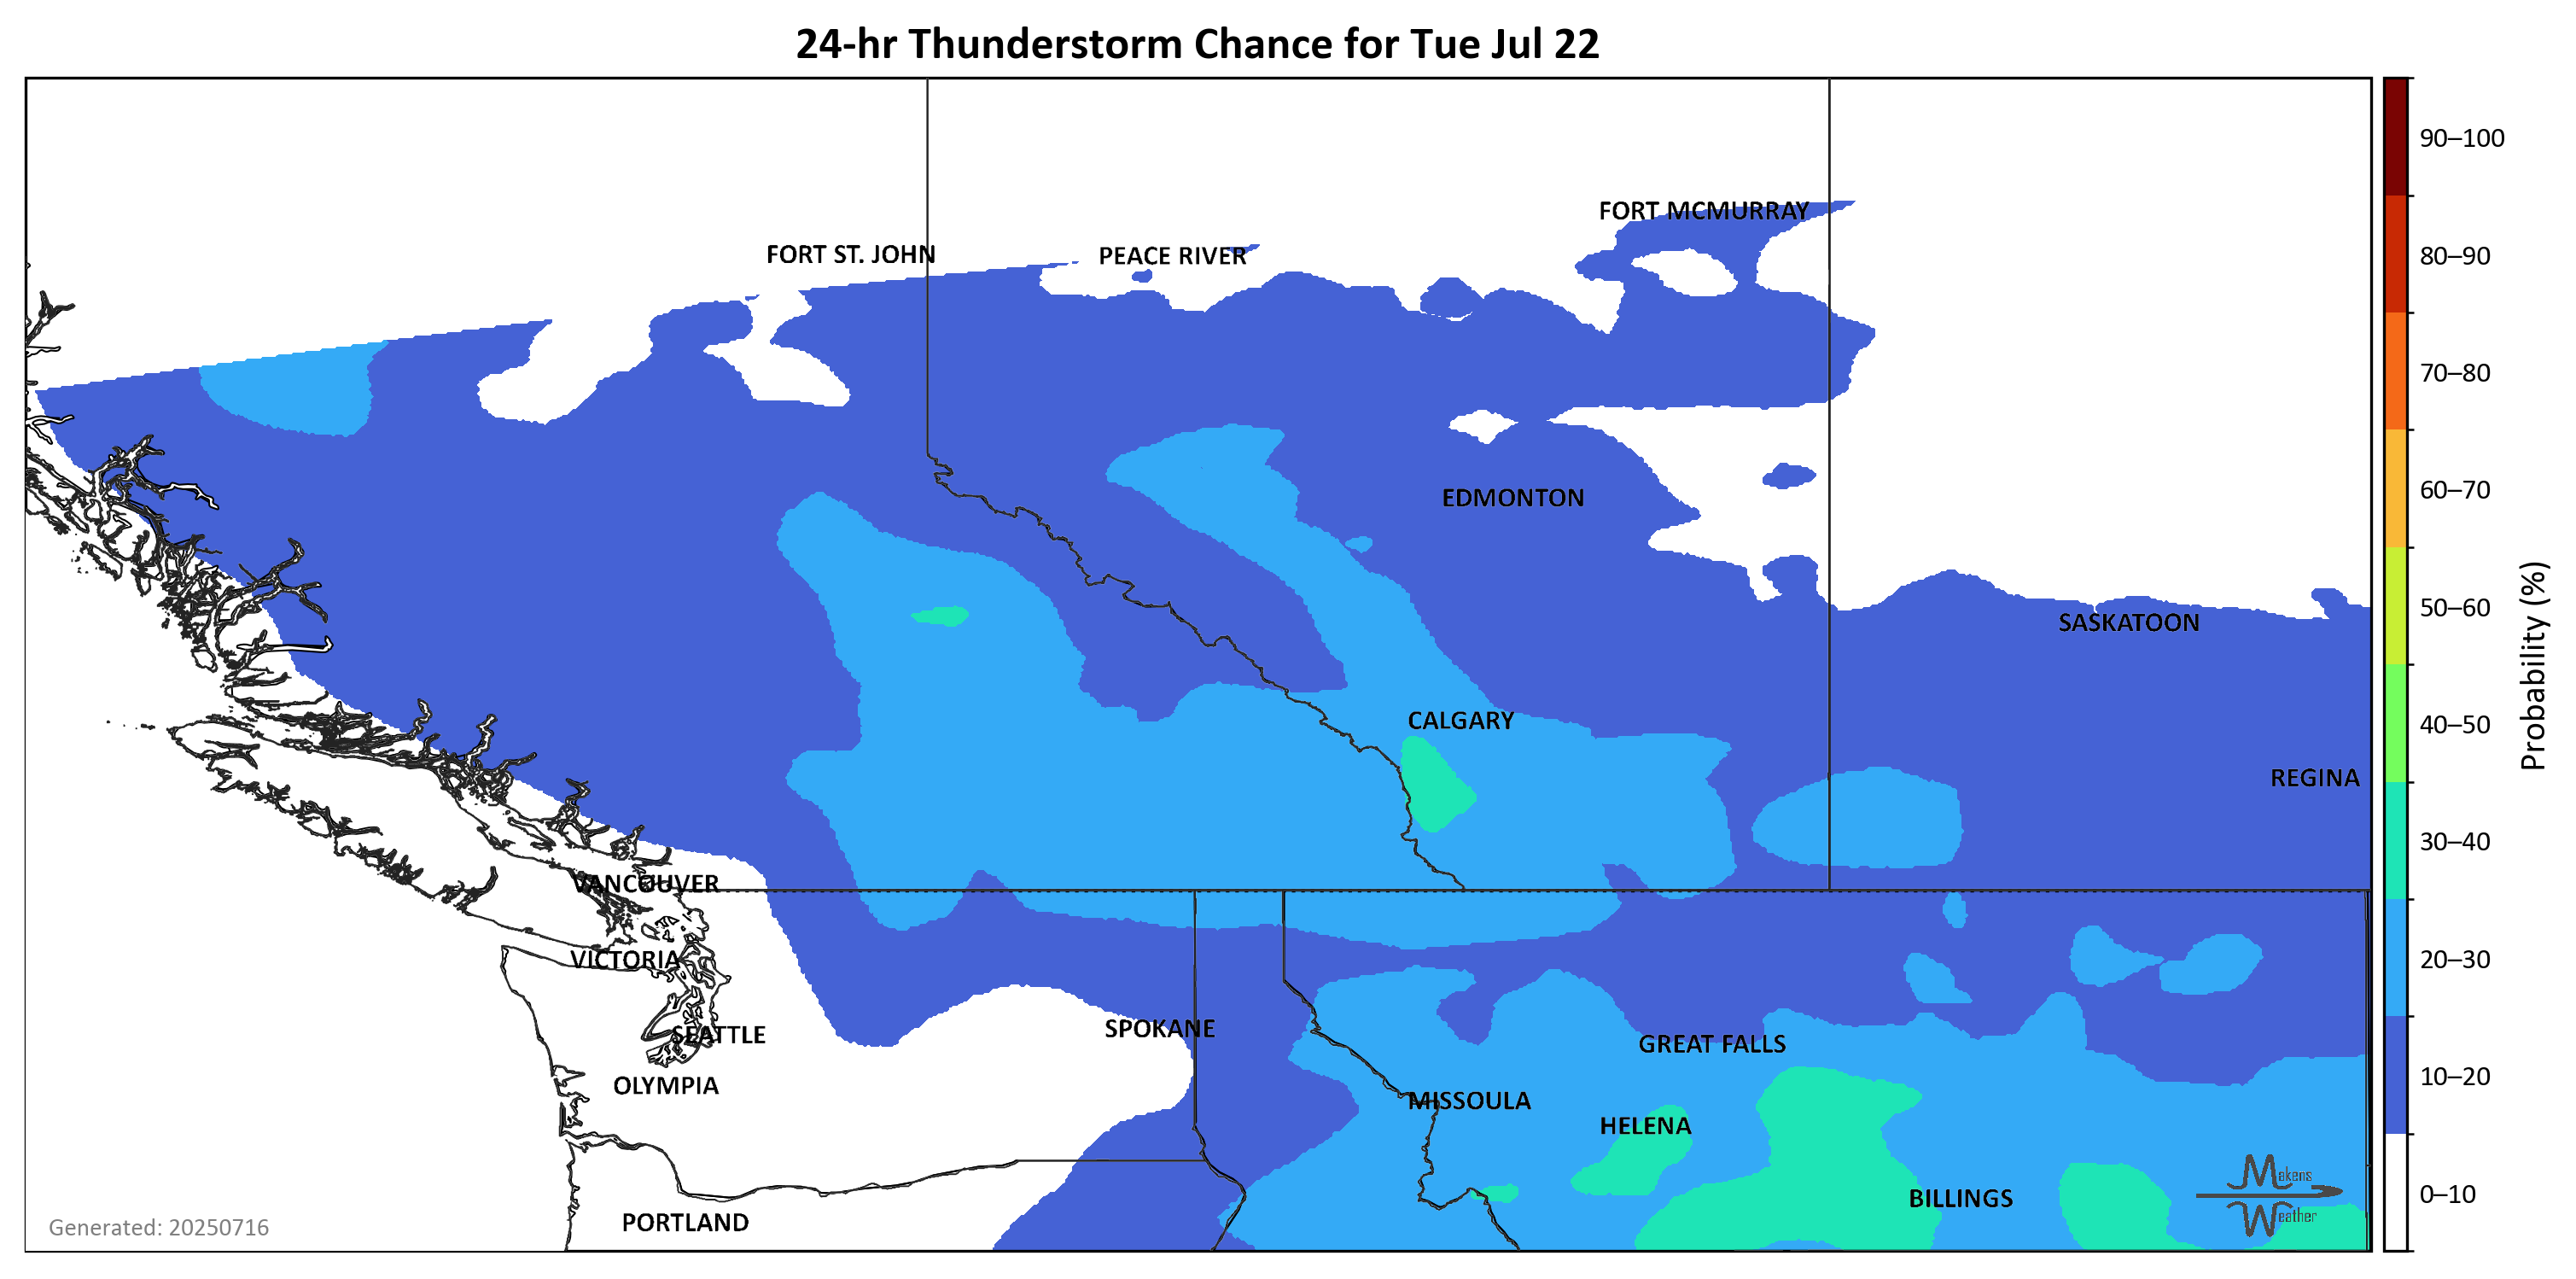 24-hr Thunderstorm Chance for Tue Jul 22
90–100
FORT MCMURRAY
FORT ST. JOHN
PEACE RIVER
80–90
70–80
EDMONTON
60–70
50–60
SASKATOON
Probability (%)
CALGARY
40–50
REGINA
30–40
VANCOUVER
VICTORIA
20–30
SPOKANE
SEATTLE
GREAT FALLS
10–20
OLYMPIA
MISSOULA
HELENA
Makens
Weather
0–10
BILLINGS
PORTLAND
Generated: 20250716